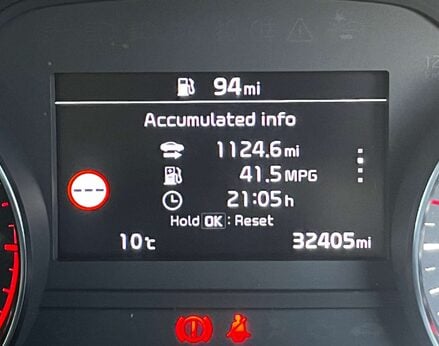 94mi
Accumulated info
1124.6mi
41.5MPG
21:05h
---
Hold OK : Reset
10℃
32405mi